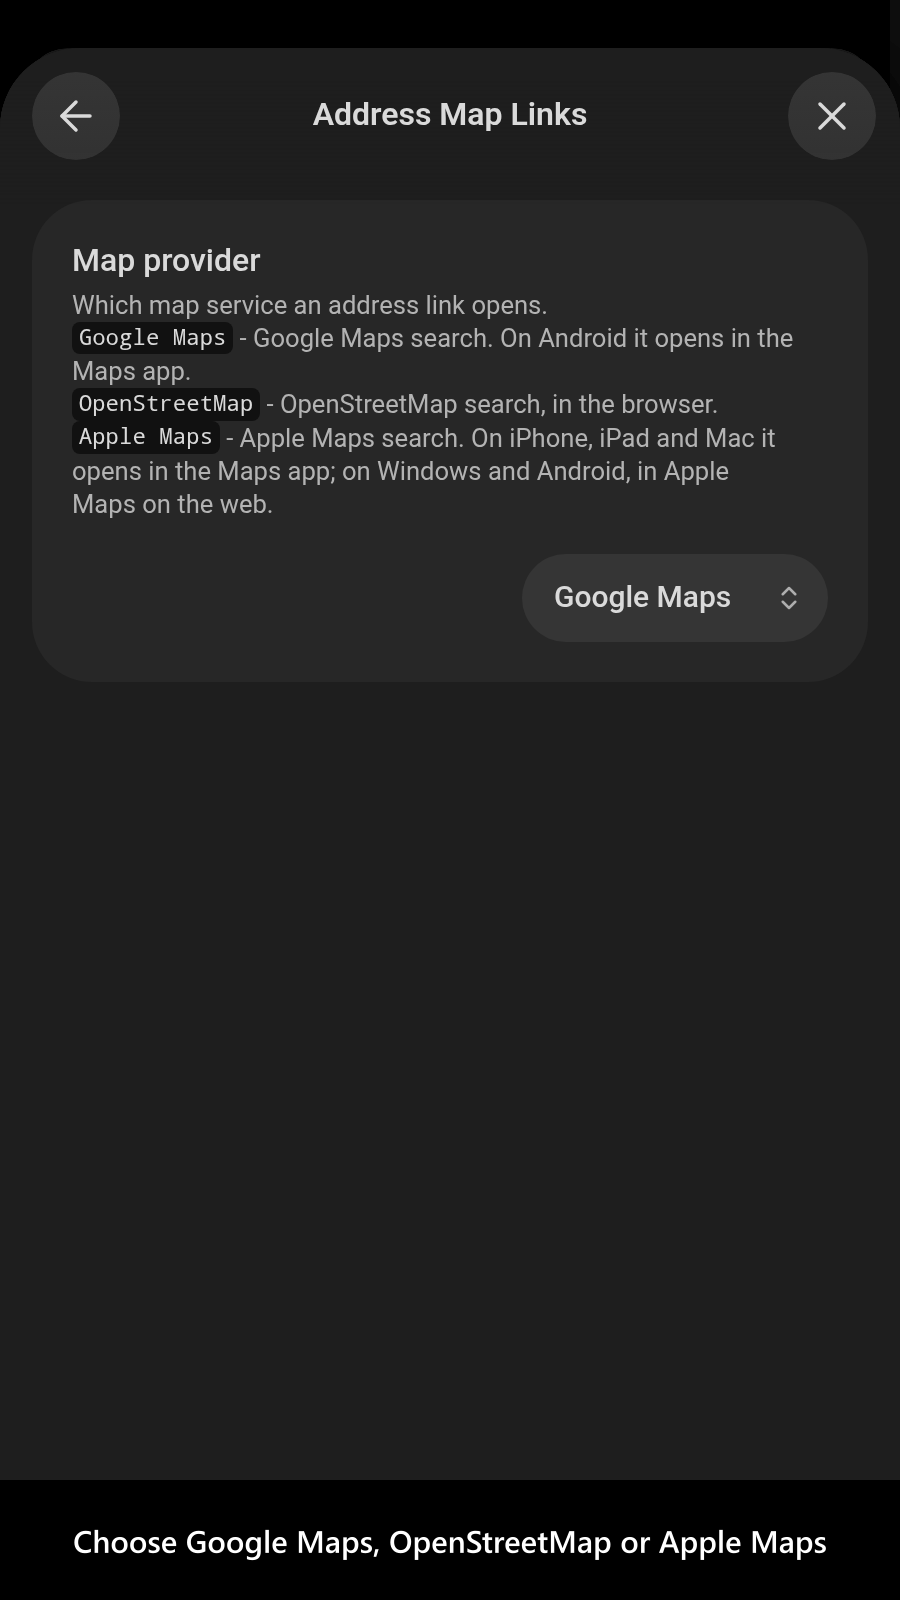 Address Map Links
Map provider
Which map service an address link opens.
Google Maps - Google Maps search. On Android it opens in the
Maps app.
OpenStreetMap - OpenStreetMap search, in the browser.
Apple Maps - Apple Maps search. On iPhone, iPad and Mac it
opens in the Maps app; on Windows and Android, in Apple
Maps on the web.
Google Maps
Choose Google Maps, OpenStreetMap or Apple Maps